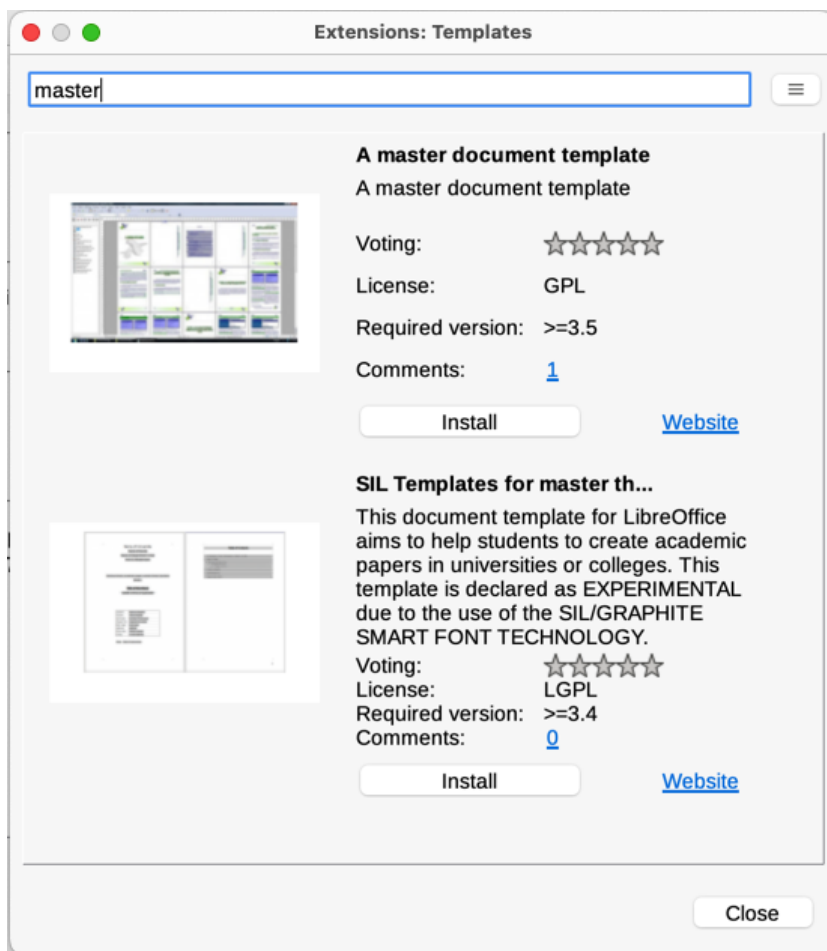 Extensions: Templates
master
A master document template
A master document template
Voting:
License: GPL
Required version: >=3.5
Comments: 1
Install Website
SIL Templates for master th...
This document template for LibreOffice
aims to help students to create academic
papers in universities or colleges. This
template is declared as EXPERIMENTAL
due to the use of the SIL/GRAPHITE
SMART FONT TECHNOLOGY.
Voting:
License: LGPL
Required version: >=3.4
Comments: 0
Install Website
Close